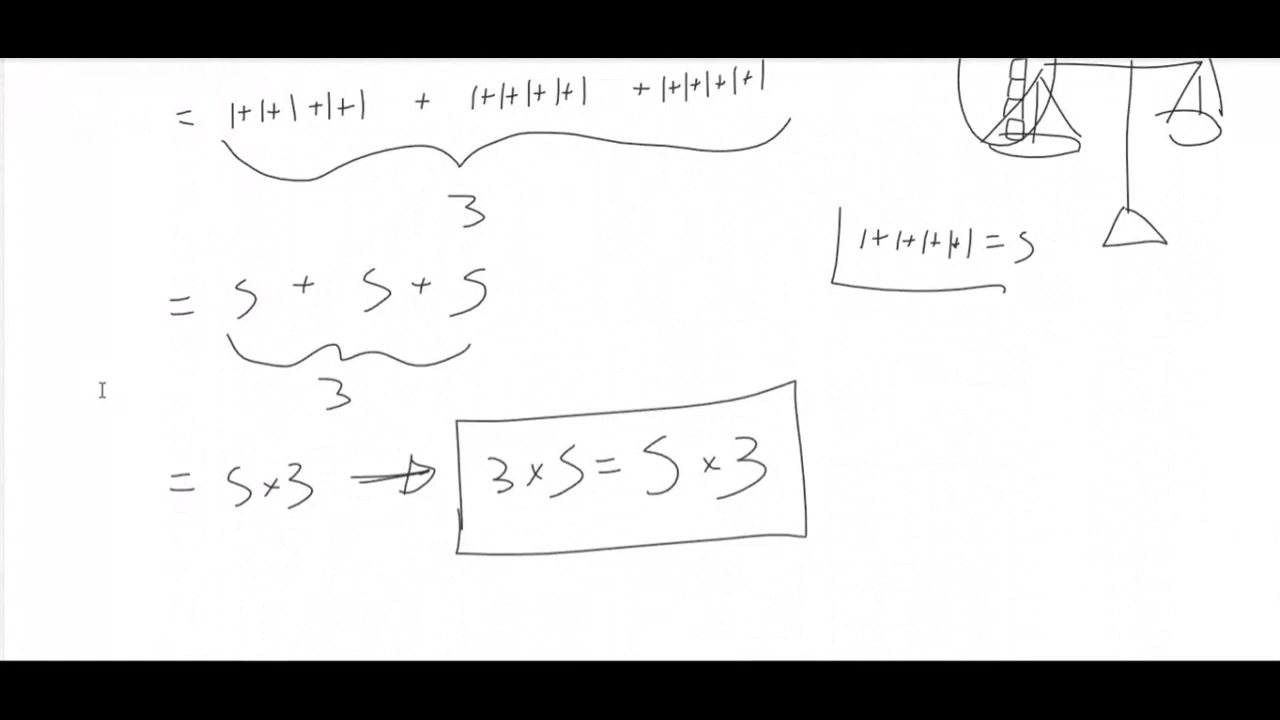 = 1+1+1+1+1 + 1+1+1+1+1 + 1+1+1+1+1
3
1+1+1+1+1 = 5
= 5 + 5 + 5
3
= 5×3 → 3×5 = 5×3